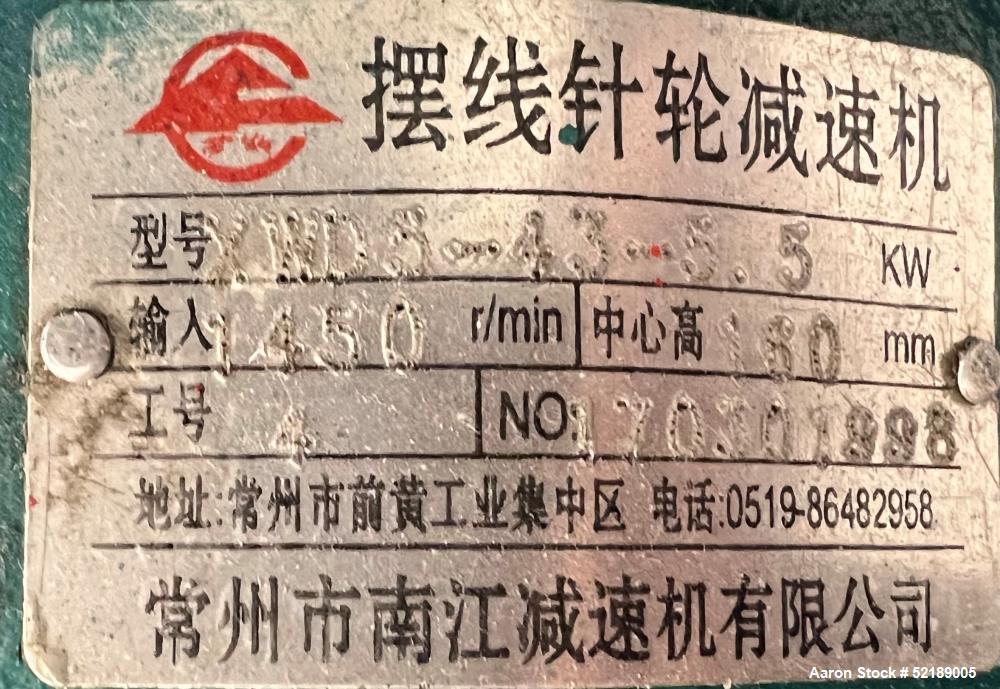 摆线针轮减速机
型号 XWD5-43-5.5 KW
输入 1450 r/min 中心高 160 mm
工号 4 NO:
地址:常州市前黄工业集中区 电话:0519-86482958
常州市南江减速机有限公司
Aaron Stock # 52189005